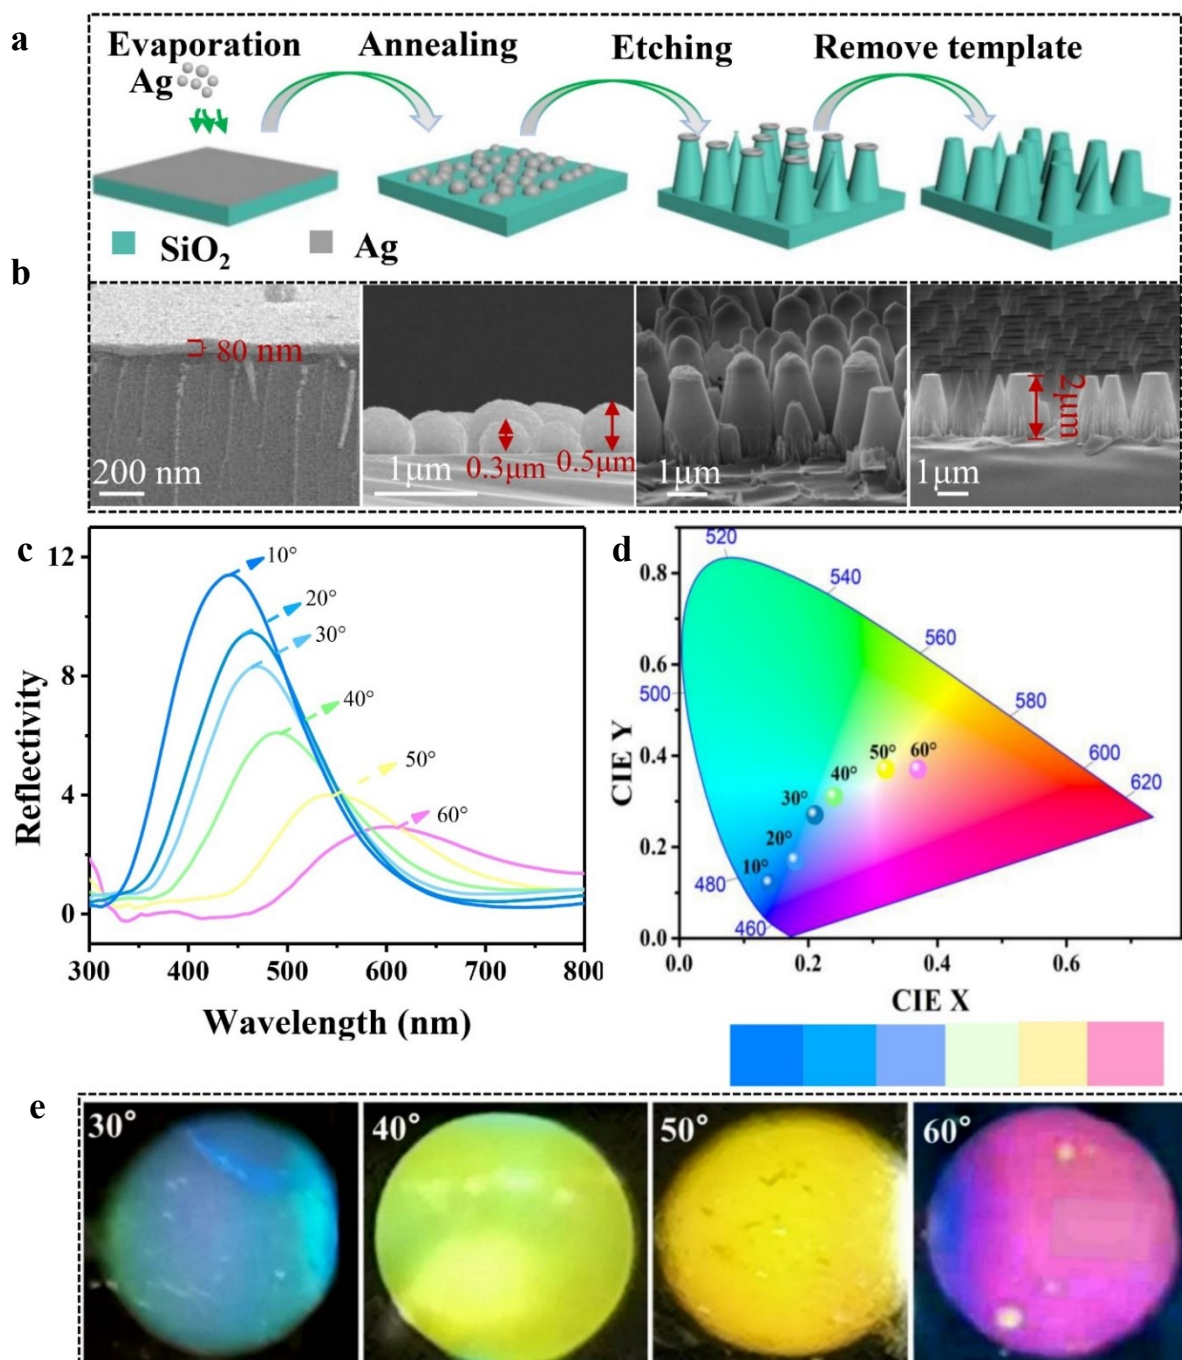 a
Evaporation Annealing Etching Remove template
Ag
SiO₂ Ag
b
80 nm
200 nm
0.3μm 0.5μm
1μm
1μm
2μm
1μm
c
12
8
4
0
Reflectivity
10°
20°
30°
40°
50°
60°
300 400 500 600 700 800
Wavelength (nm)
d
0.8
0.6
0.4
0.2
0.0
CIE Y
520
540
560
500
580
600
620
480
460
50° 60°
40°
30°
20°
10°
0.0 0.2 0.4 0.6
CIE X
e
30° 40° 50° 60°